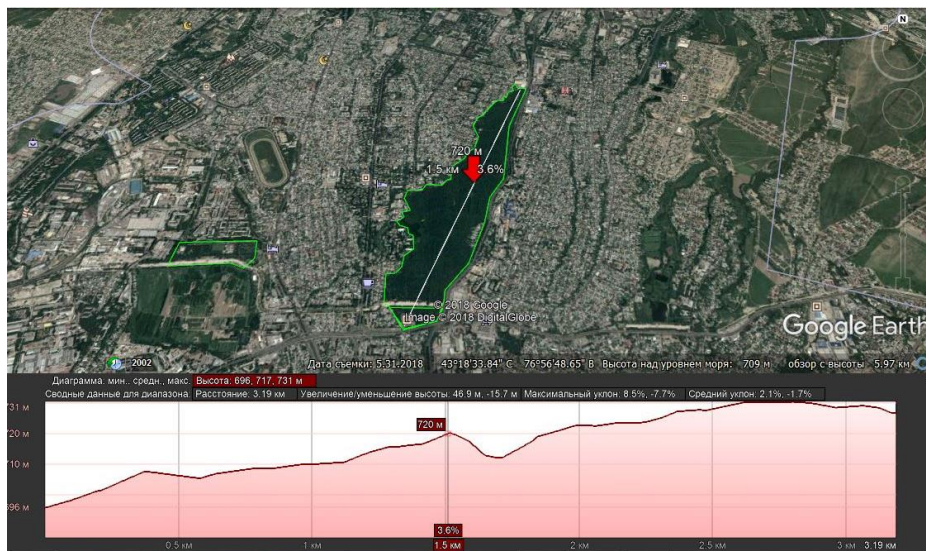 N
720 м
1.5 км 3.6%
© 2018 Google
Image © 2018 DigitalGlobe
Google Earth
2002
Дата съемки: 5.31.2018 43°18'33.84" С 76°56'48.65" В Высота над уровнем моря: 709 м обзор с высоты 5.97 км
Диаграмма: мин., средн., макс. Высота: 696, 717, 731 м
Сводные данные для диапазона: Расстояние: 3.19 км Увеличение/уменьшение высоты: 46.9 м, -15.7 м Максимальный уклон: 8.5%, -7.7% Средний уклон: 2.1%, -1.7%
731 м
720 м
720 м
710 м
696 м
3.6%
0.5 км 1 км 1.5 км 2 км 2.5 км 3 км 3.19 км